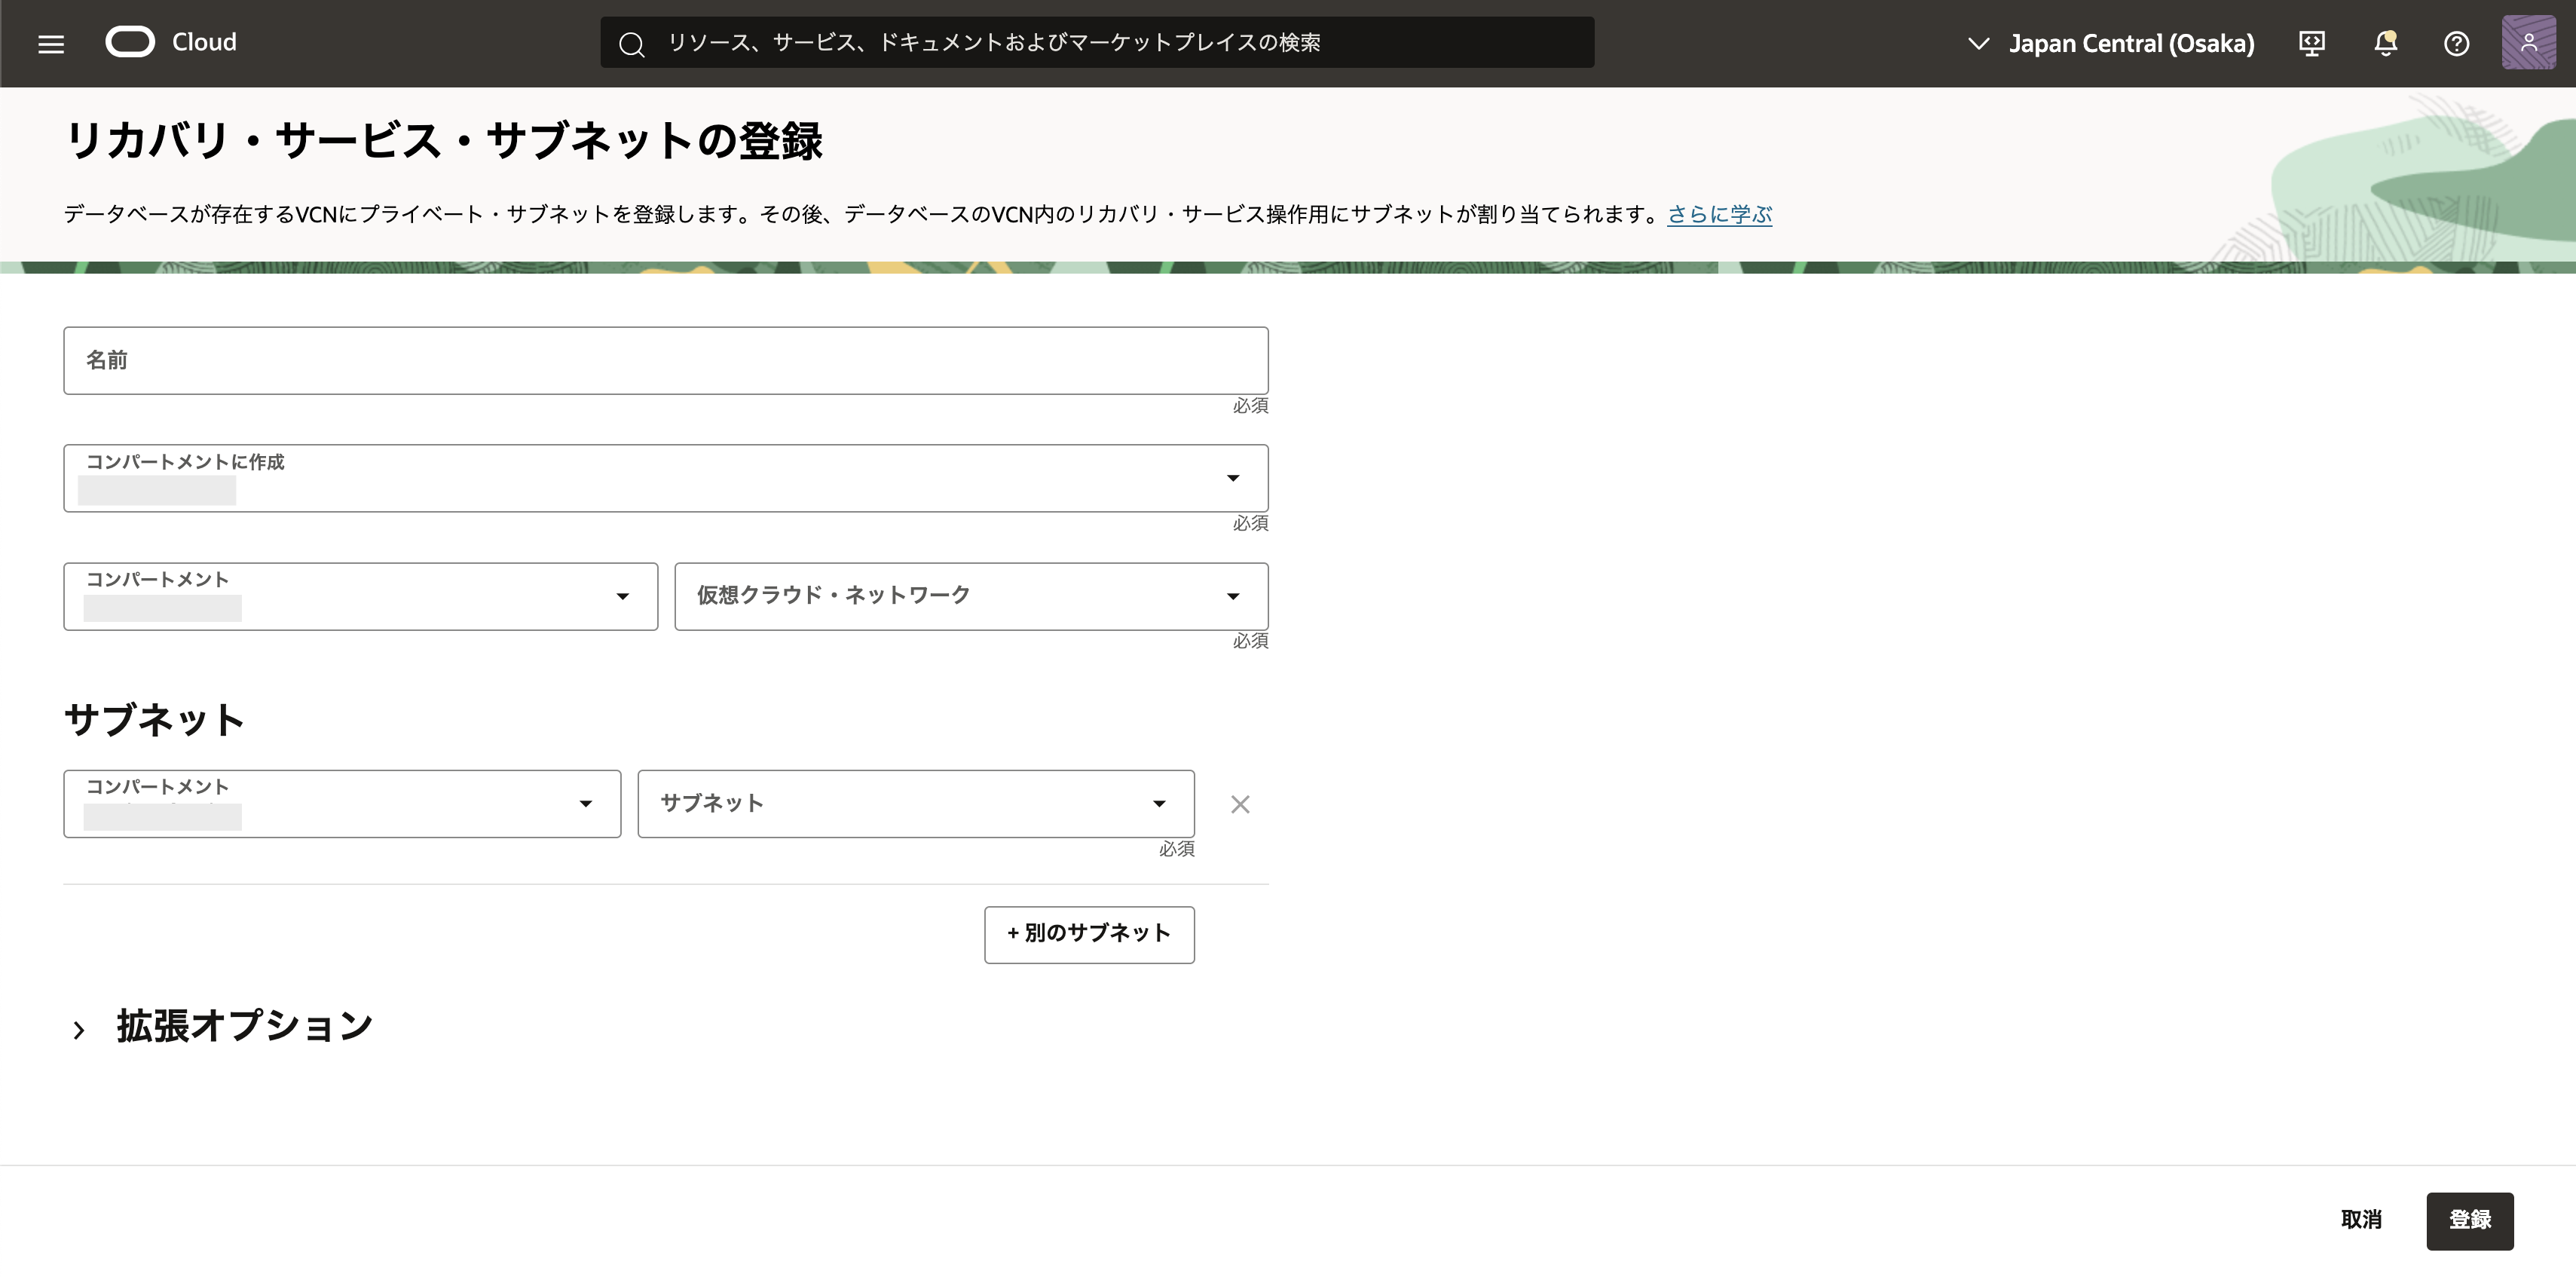 Cloud
リソース、サービス、ドキュメントおよびマーケットプレイスの検索
Japan Central (Osaka)
リカバリ・サービス・サブネットの登録
データベースが存在するVCNにプライベート・サブネットを登録します。その後、データベースのVCN内のリカバリ・サービス操作用にサブネットが割り当てられます。さらに学ぶ
名前
必須
コンパートメントに作成
必須
コンパートメント
仮想クラウド・ネットワーク
必須
サブネット
コンパートメント
サブネット
必須
+ 別のサブネット
拡張オプション
取消
登録